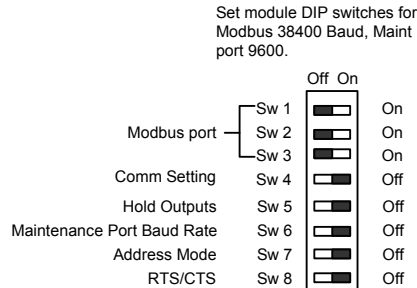 Set module DIP switches for
Modbus 38400 Baud, Maint
port 9600.
Off On
Sw 1 On
Modbus port Sw 2 On
Sw 3 On
Comm Setting Sw 4 Off
Hold Outputs Sw 5 Off
Maintenance Port Baud Rate Sw 6 Off
Address Mode Sw 7 Off
RTS/CTS Sw 8 Off